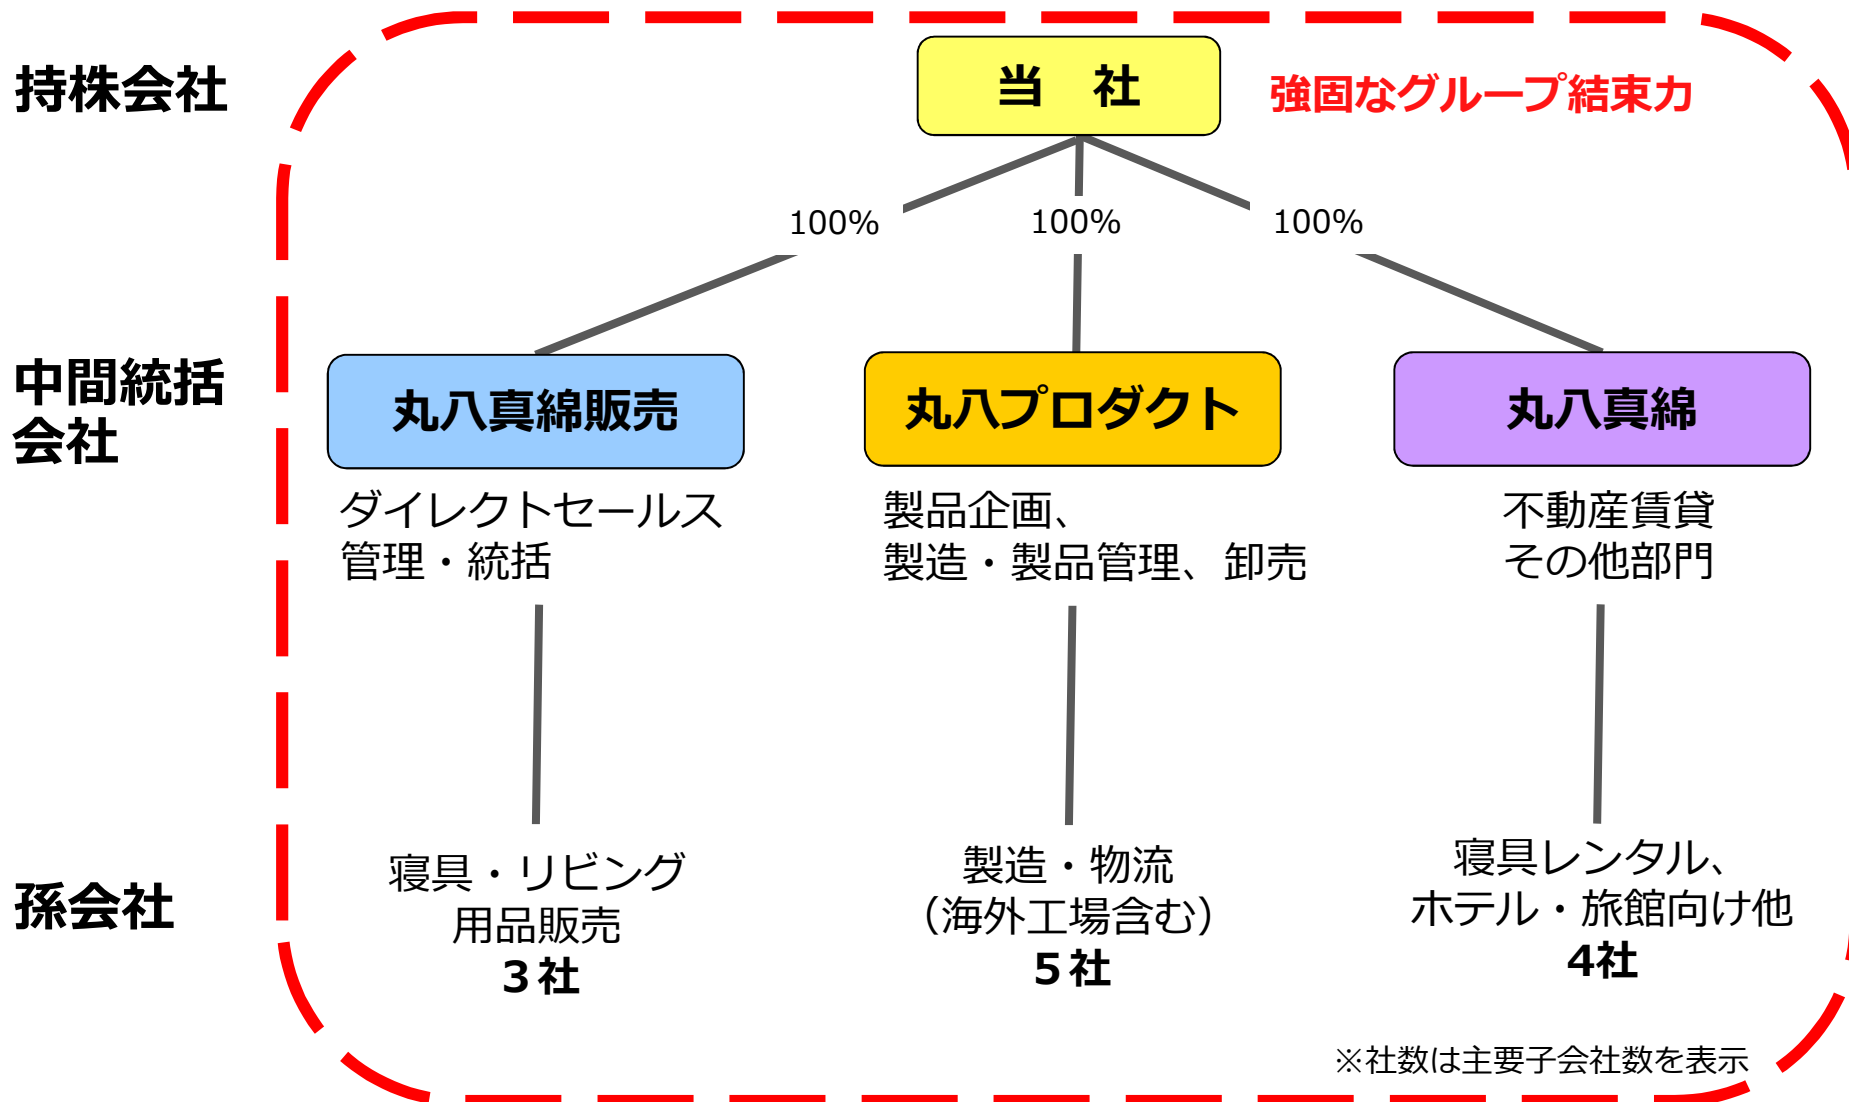 持株会社
当　社
強固なグループ結束力
100%
100%
100%
中間統括
会社
丸八真綿販売
丸八プロダクト
丸八真綿
ダイレクトセールス
管理・統括
製品企画、
製造・製品管理、卸売
不動産賃貸
その他部門
孫会社
寝具・リビング
用品販売
３社
製造・物流
（海外工場含む）
５社
寝具レンタル、
ホテル・旅館向け他
4社
※社数は主要子会社数を表示